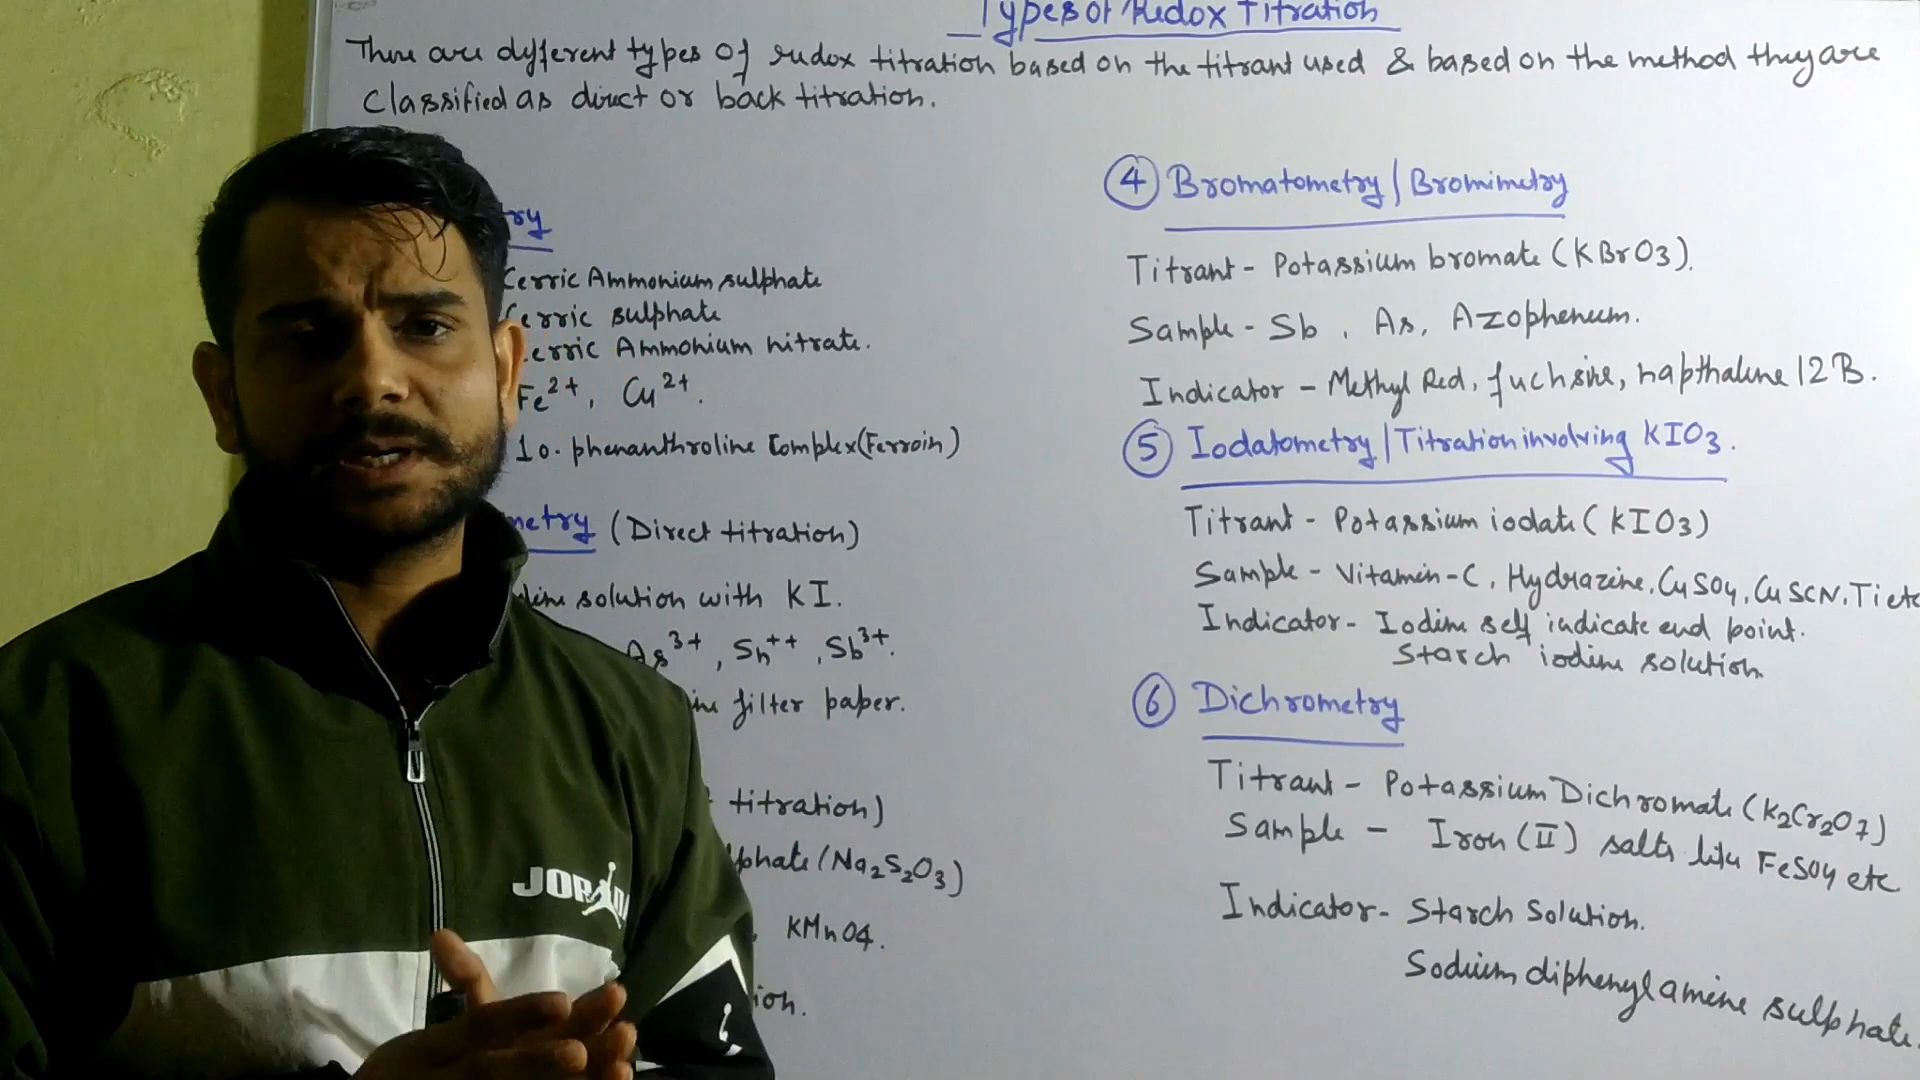 Types of Redox Titration
There are different types of redox titration based on the titrant used & based on the method they are
Classified as direct or back titration.
ry
Cerric Ammonium sulphate
Cerric sulphate
erric Ammonium nitrate.
Fe2+, Cu2+.
10. phenanthroline Complex (Ferroin)
metry (Direct titration)
solution with KI.
As3+, Sn++, Sb3+.
filter paper.
titration)
lphate (Na2S2O3)
KMnO4.
ion.
④ Bromatometry | Bromimetry
Titrant - Potassium bromate (KBrO3).
Sample - Sb, As, Azophenum.
Indicator - Methyl Red, fuchsine, napthalene 12 B.
⑤ Iodatometry | Titration involving KIO3.
Titrant - Potassium iodate (KIO3)
Sample - Vitamin-C, Hydrazine, CuSO4, CuSCN, Ti etc
Indicator - Iodine self indicate end point.
Starch iodine solution
⑥ Dichrometry
Titrant - Potassium Dichromate (K2Cr2O7)
Sample - Iron (II) salts like FeSO4 etc
Indicator - Starch Solution.
Sodium diphenylamine sulphate.
JORDA